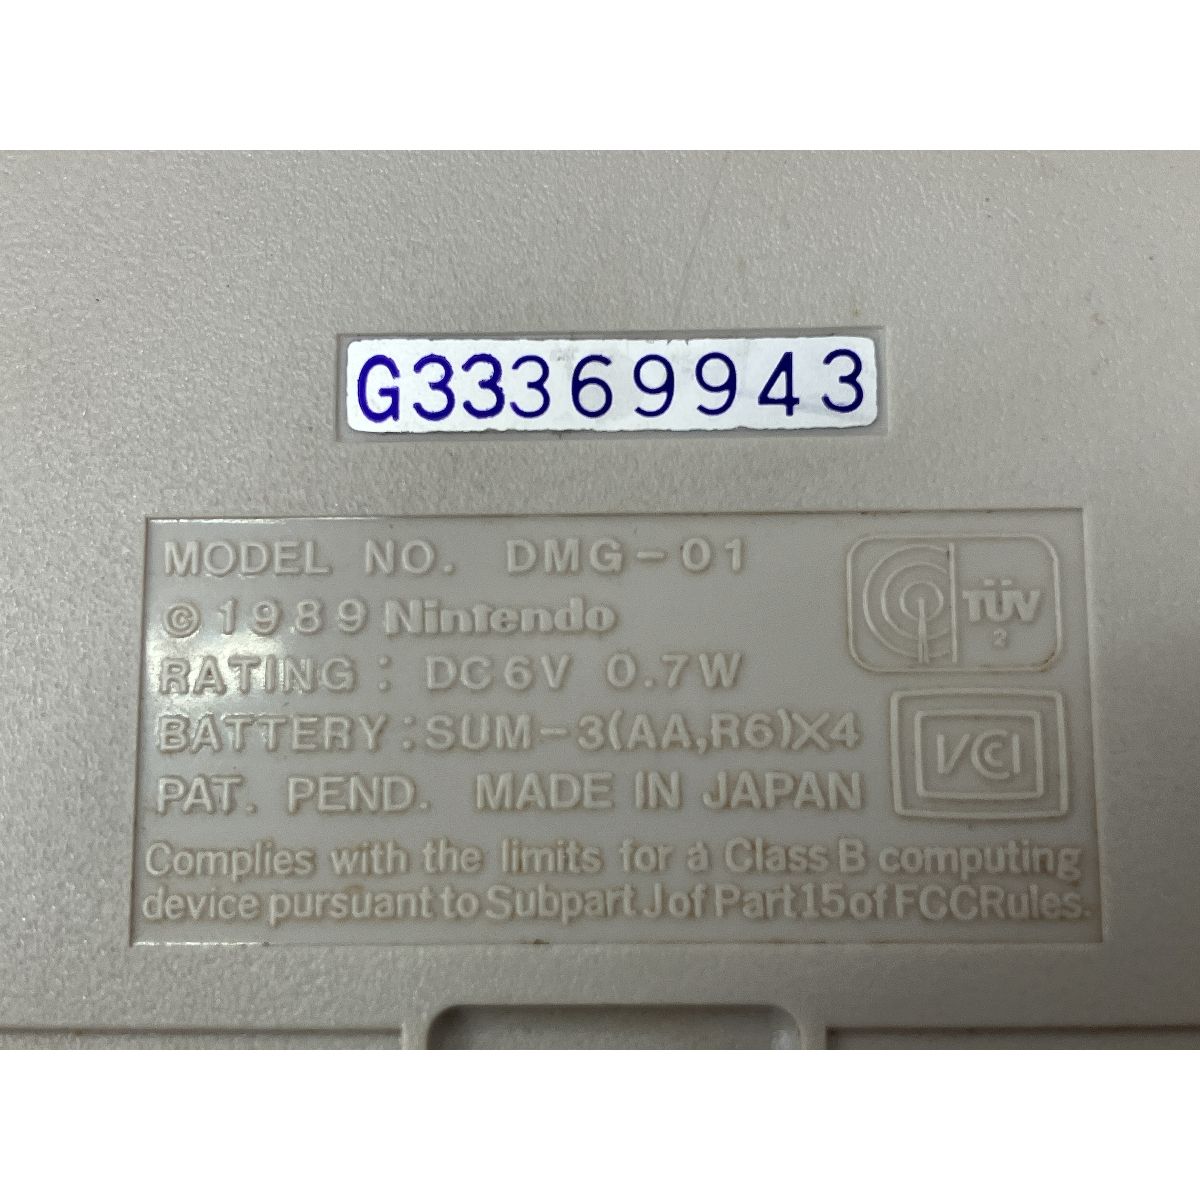 G33369943
MODEL NO. DMG-01
©1989 Nintendo
RATING: DC6V 0.7W
BATTERY:SUM-3(AA,R6)X4
PAT. PEND. MADE IN JAPAN
Complies with the limits for a Class B computing
device pursuant to Subpart J of Part 15 of FCC Rules.
TÜV
2
VCCI